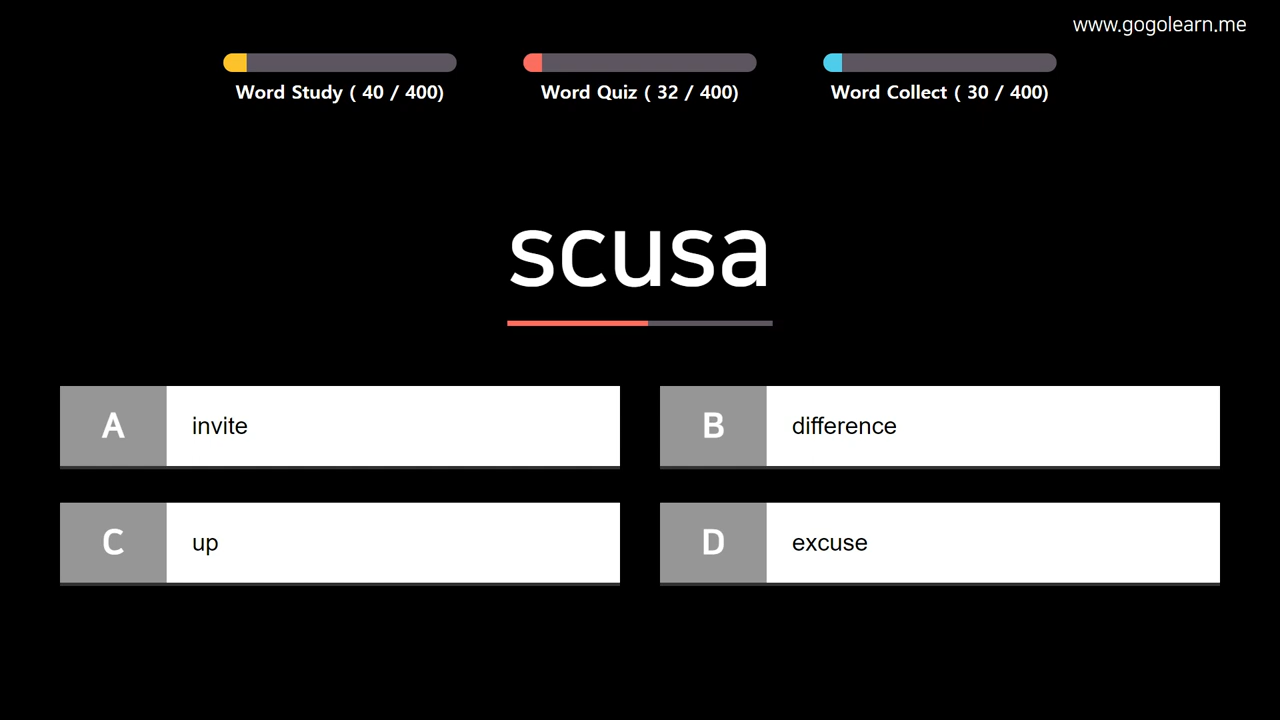 www.gogolearn.me
Word Study ( 40 / 400)
Word Quiz ( 32 / 400)
Word Collect ( 30 / 400)
scusa
A invite
B difference
C up
D excuse